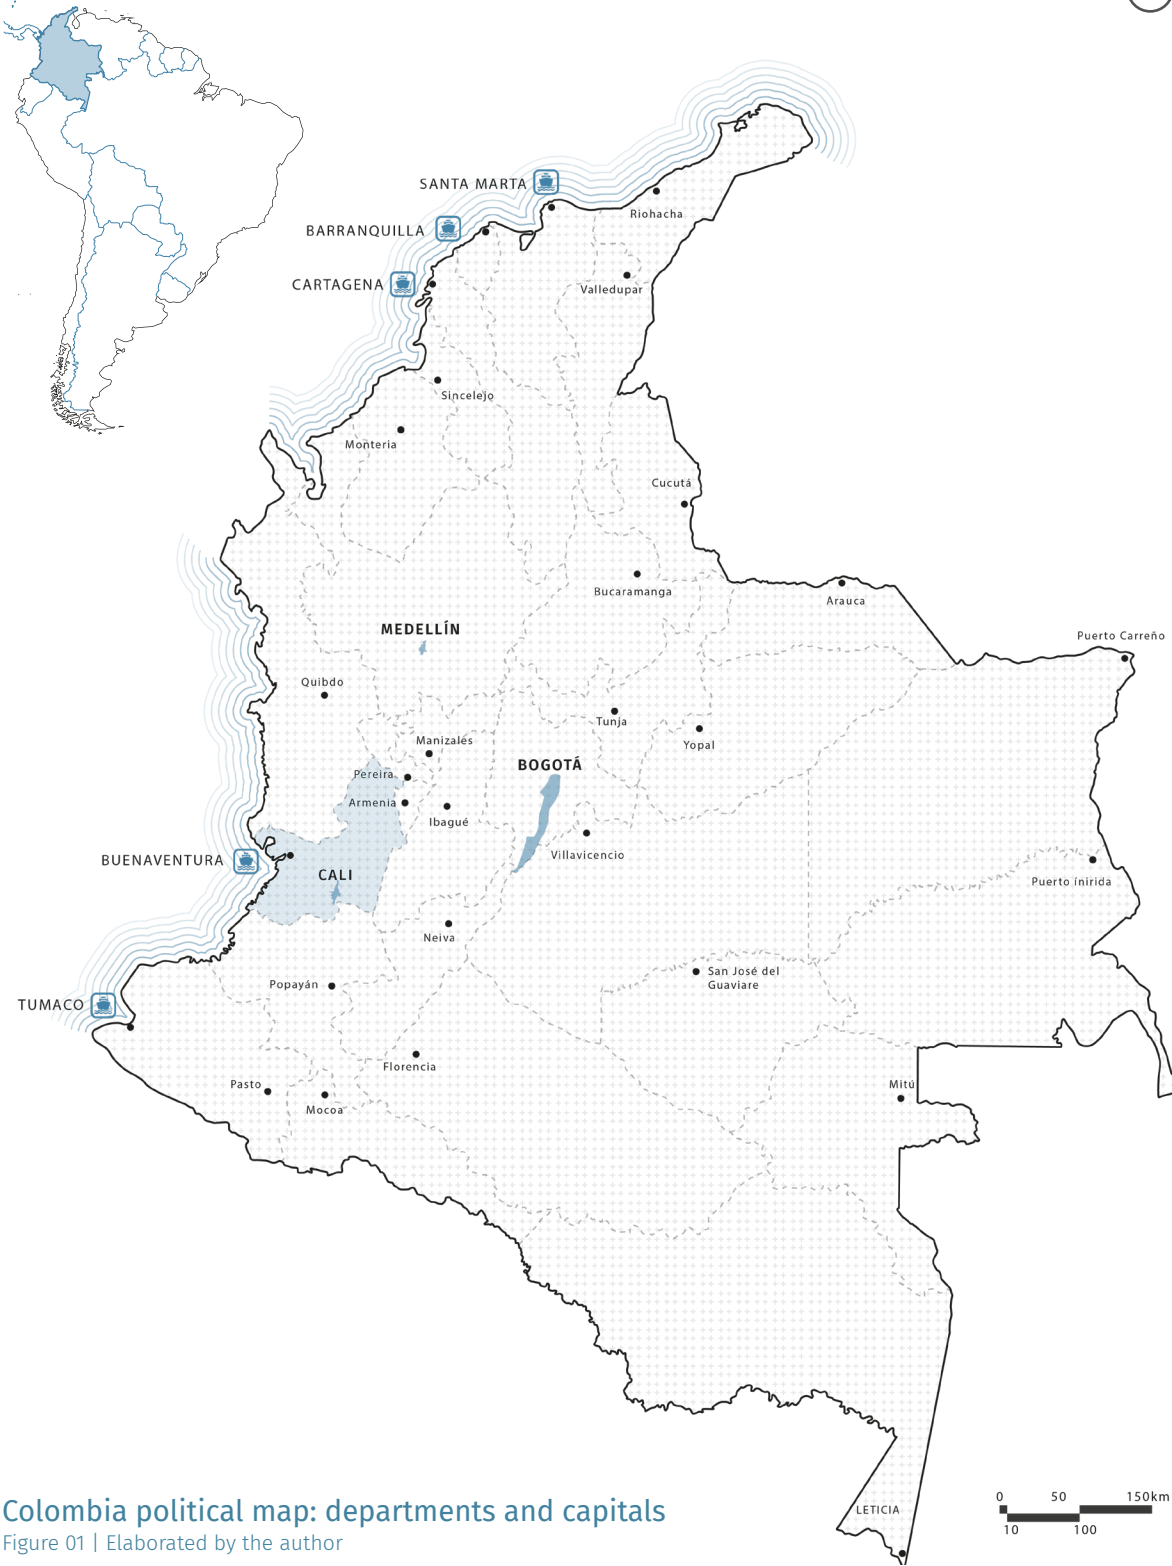 SANTA MARTA
Riohacha
BARRANQUILLA
CARTAGENA
Valledupar
Sincelejo
Monteria
Cucutá
Bucaramanga
Arauca
MEDELLÍN
Puerto Carreño
Quibdo
Tunja
Manizales
Yopal
BOGOTÁ
Pereira
Armenia
Ibagué
Villavicencio
BUENAVENTURA
CALI
Puerto ínirida
Neiva
San José del
Guaviare
Popayán
TUMACO
Florencia
Pasto
Mitú
Mocoa
LETICIA
0 50 150km
10 100
Colombia political map: departments and capitals
Figure 01 | Elaborated by the author